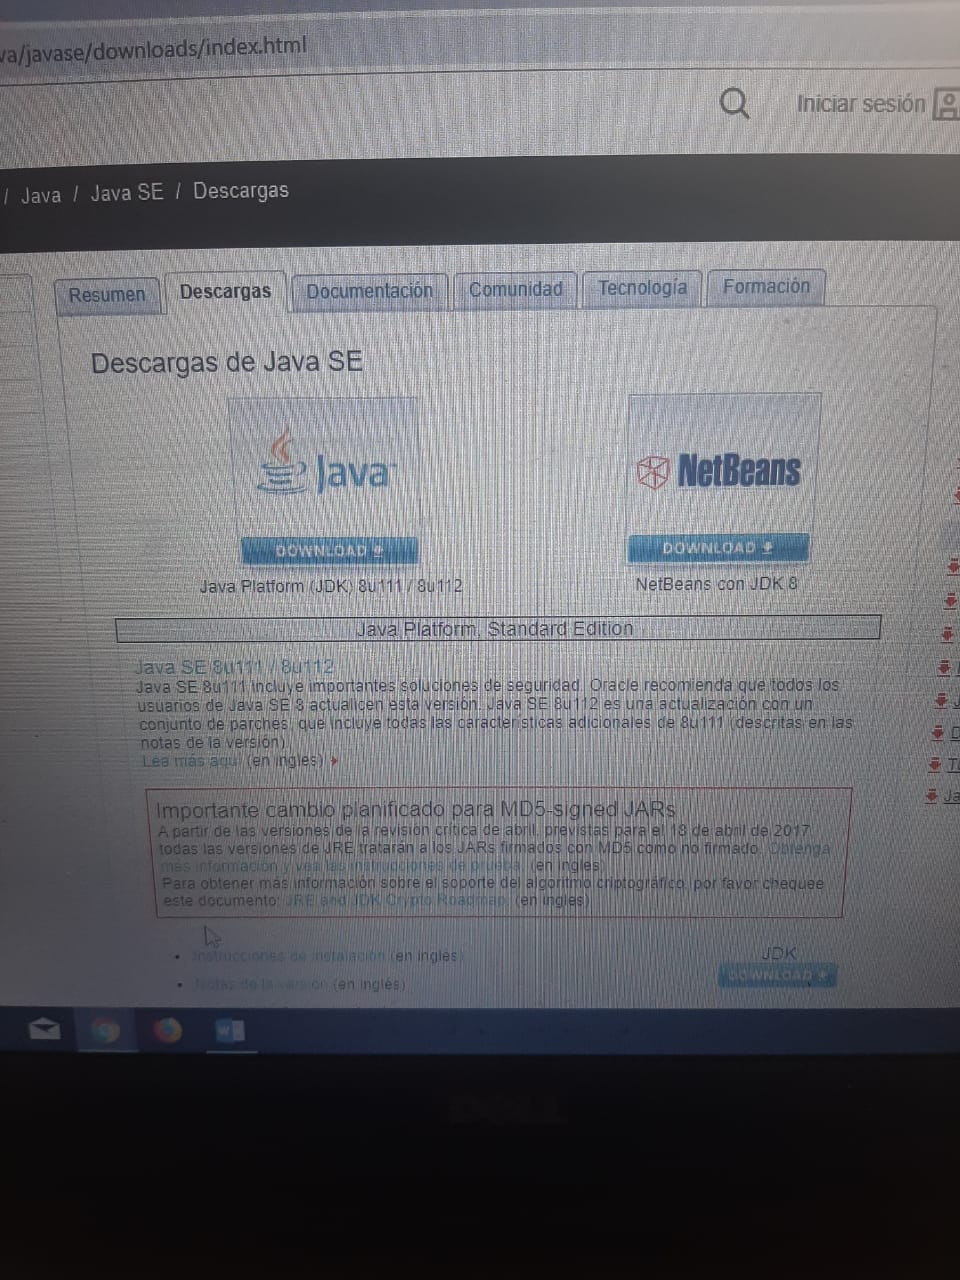 va/javase/downloads/index.html
Iniciar sesión
/ Java / Java SE / Descargas
Resumen Descargas Documentación Comunidad Tecnología Formación
Descargas de Java SE
Java NetBeans
DOWNLOAD DOWNLOAD
Java Platform (JDK) 8u111 / 8u112 NetBeans con JDK 8
Java Platform, Standard Edition
Java SE 8u111 / 8u112
Java SE 8u111 incluye importantes soluciones de seguridad. Oracle recomienda que todos los
usuarios de Java SE 8 actualicen esta versión. Java SE 8u112 es una actualización con un
conjunto de parches, que incluye todas las características adicionales de 8u111 (descritas en las
notas de la versión).
Lea más aquí (en ingles)
Importante cambio planificado para MD5-signed JARs
A partir de las versiones de la revisión crítica de abril, previstas para el 18 de abril de 2017,
todas las versiones de JRE tratarán a los JARs firmados con MD5 como no firmado. Obtenga
más información y vea las instrucciones de prueba. (en ingles)
Para obtener más información sobre el soporte del algoritmo criptográfico, por favor chequee
este documento: JRE and JDK Crypto Roadmap. (en ingles)
Instrucciones de instalación (en inglés)
JDK
DOWNLOAD
Notas de la versión (en inglés)
DELL